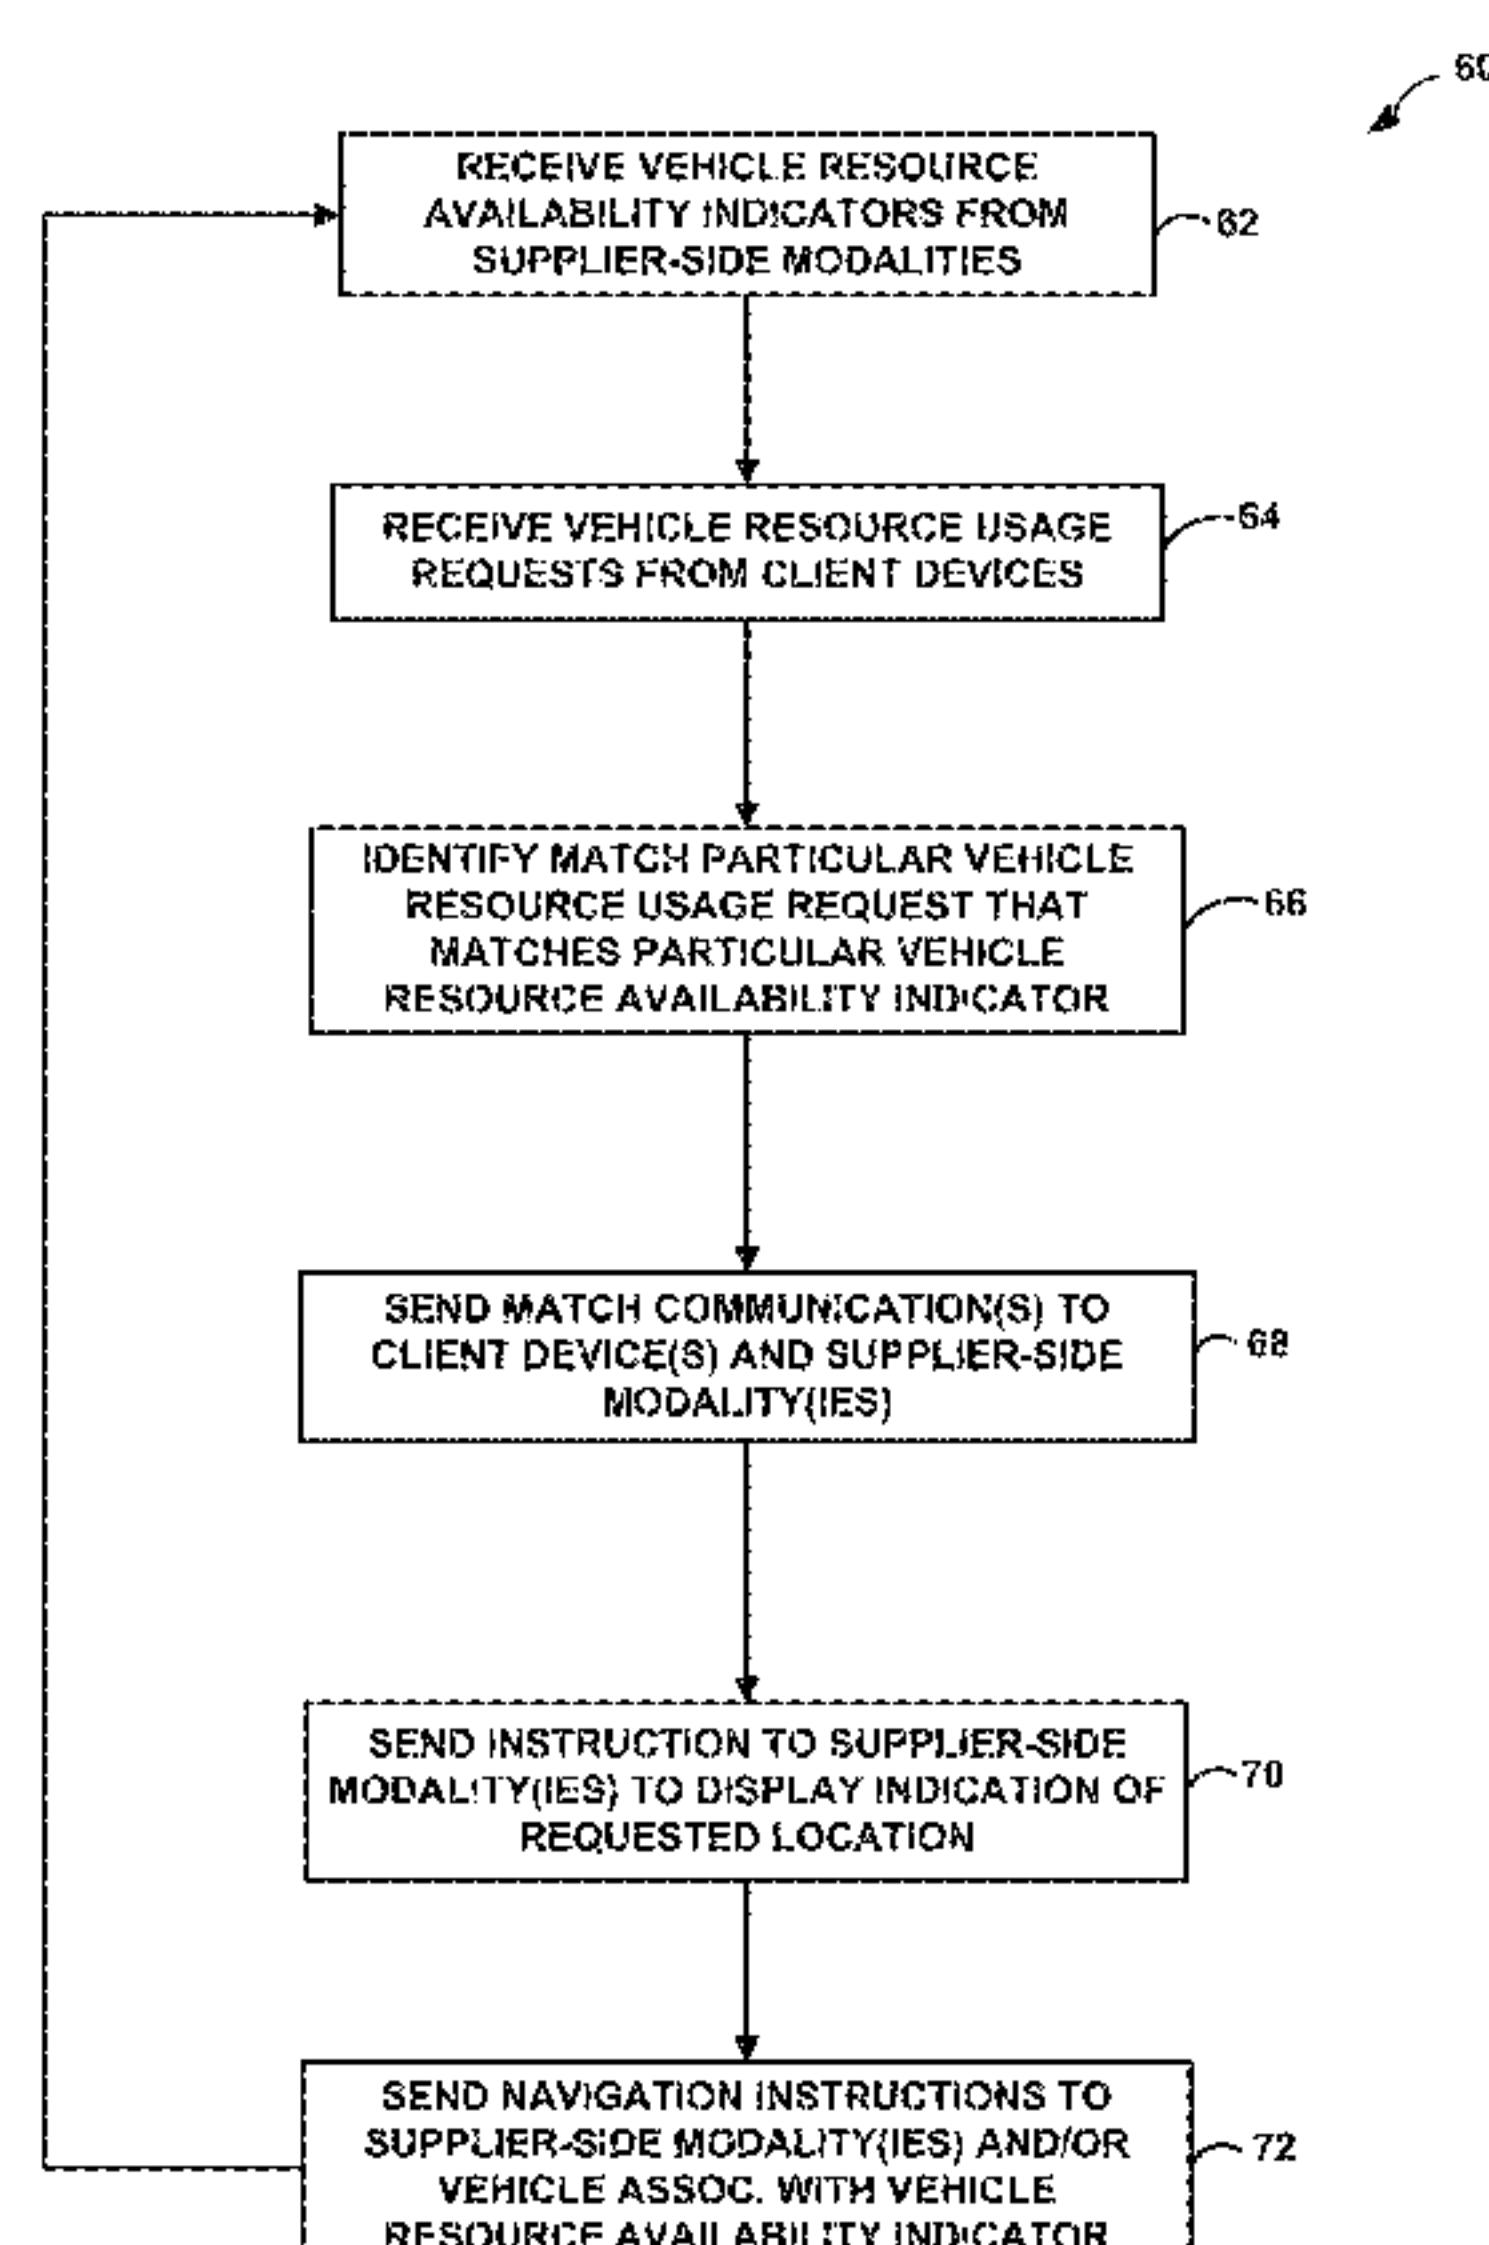 60
RECEIVE VEHICLE RESOURCE
AVAILABILITY INDICATORS FROM
SUPPLIER-SIDE MODALITIES
62
RECEIVE VEHICLE RESOURCE USAGE
REQUESTS FROM CLIENT DEVICES
64
IDENTIFY MATCH PARTICULAR VEHICLE
RESOURCE USAGE REQUEST THAT
MATCHES PARTICULAR VEHICLE
RESOURCE AVAILABILITY INDICATOR
66
SEND MATCH COMMUNICATION(S) TO
CLIENT DEVICE(S) AND SUPPLIER-SIDE
MODALITY(IES)
68
SEND INSTRUCTION TO SUPPLIER-SIDE
MODALITY(IES) TO DISPLAY INDICATION OF
REQUESTED LOCATION
70
SEND NAVIGATION INSTRUCTIONS TO
SUPPLIER-SIDE MODALITY(IES) AND/OR
VEHICLE ASSOC. WITH VEHICLE
RESOURCE AVAILABILITY INDICATOR
72